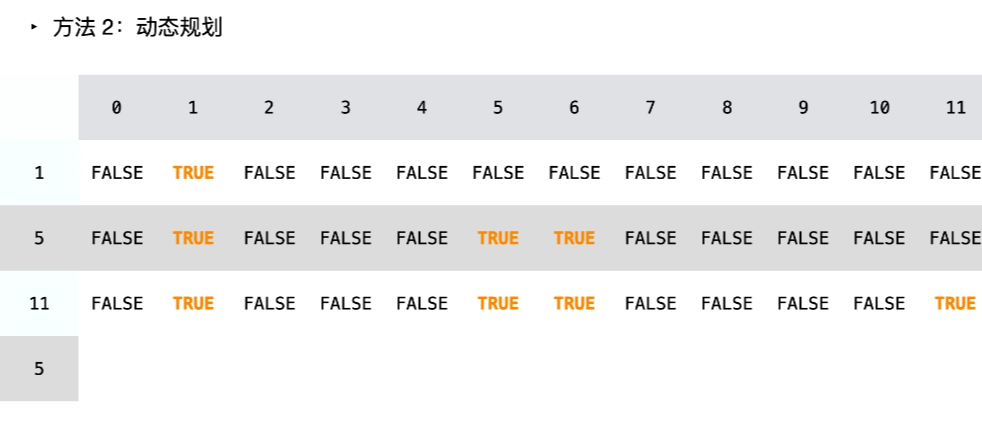 ‣ 方法 2：动态规划
0 1 2 3 4 5 6 7 8 9 10 11
1 FALSE TRUE FALSE FALSE FALSE FALSE FALSE FALSE FALSE FALSE FALSE FALSE
5 FALSE TRUE FALSE FALSE FALSE TRUE TRUE FALSE FALSE FALSE FALSE FALSE
11 FALSE TRUE FALSE FALSE FALSE TRUE TRUE FALSE FALSE FALSE FALSE TRUE
5